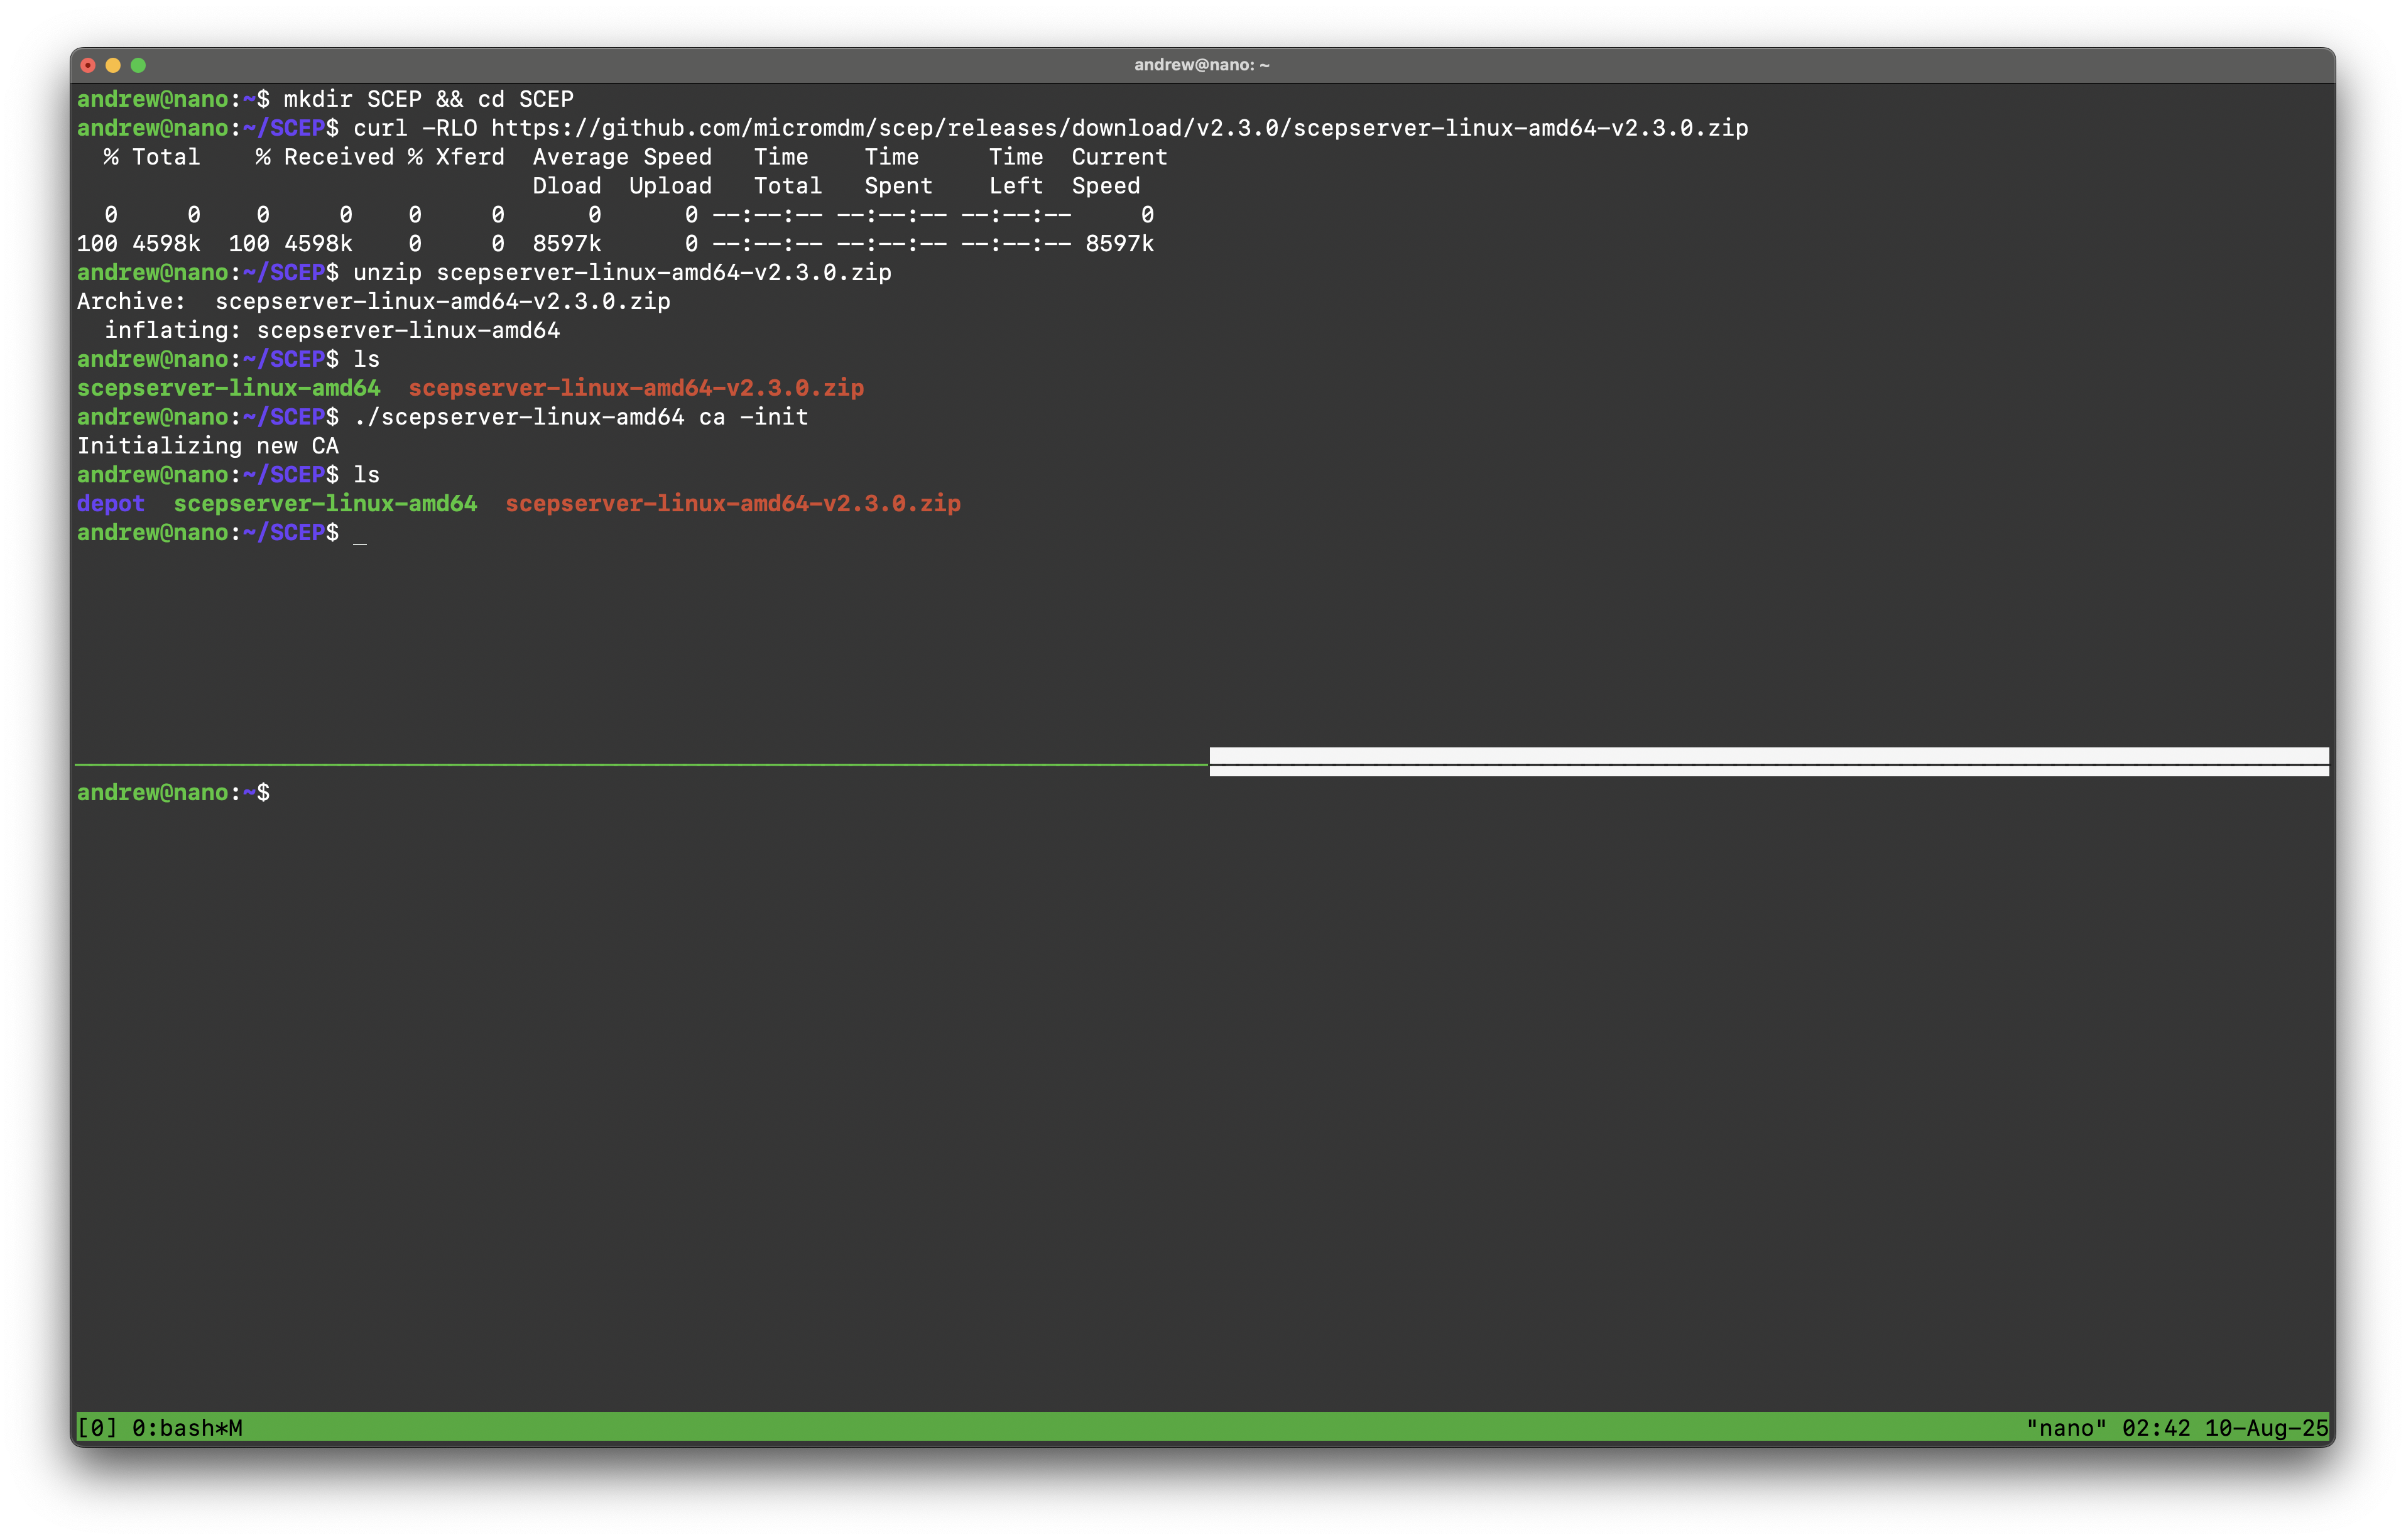 andrew@nano: ~
andrew@nano:~$ mkdir SCEP && cd SCEP
andrew@nano:~/SCEP$ curl -RLO https://github.com/micromdm/scep/releases/download/v2.3.0/scepserver-linux-amd64-v2.3.0.zip
  % Total    % Received % Xferd  Average Speed   Time    Time     Time  Current
                                 Dload  Upload   Total   Spent    Left  Speed
  0     0    0     0    0     0      0      0 --:--:-- --:--:-- --:--:--     0
100 4598k  100 4598k    0     0  8597k      0 --:--:-- --:--:-- --:--:-- 8597k
andrew@nano:~/SCEP$ unzip scepserver-linux-amd64-v2.3.0.zip
Archive:  scepserver-linux-amd64-v2.3.0.zip
  inflating: scepserver-linux-amd64
andrew@nano:~/SCEP$ ls
scepserver-linux-amd64  scepserver-linux-amd64-v2.3.0.zip
andrew@nano:~/SCEP$ ./scepserver-linux-amd64 ca -init
Initializing new CA
andrew@nano:~/SCEP$ ls
depot  scepserver-linux-amd64  scepserver-linux-amd64-v2.3.0.zip
andrew@nano:~/SCEP$ _
andrew@nano:~$
[0] 0:bash*M "nano" 02:42 10-Aug-25